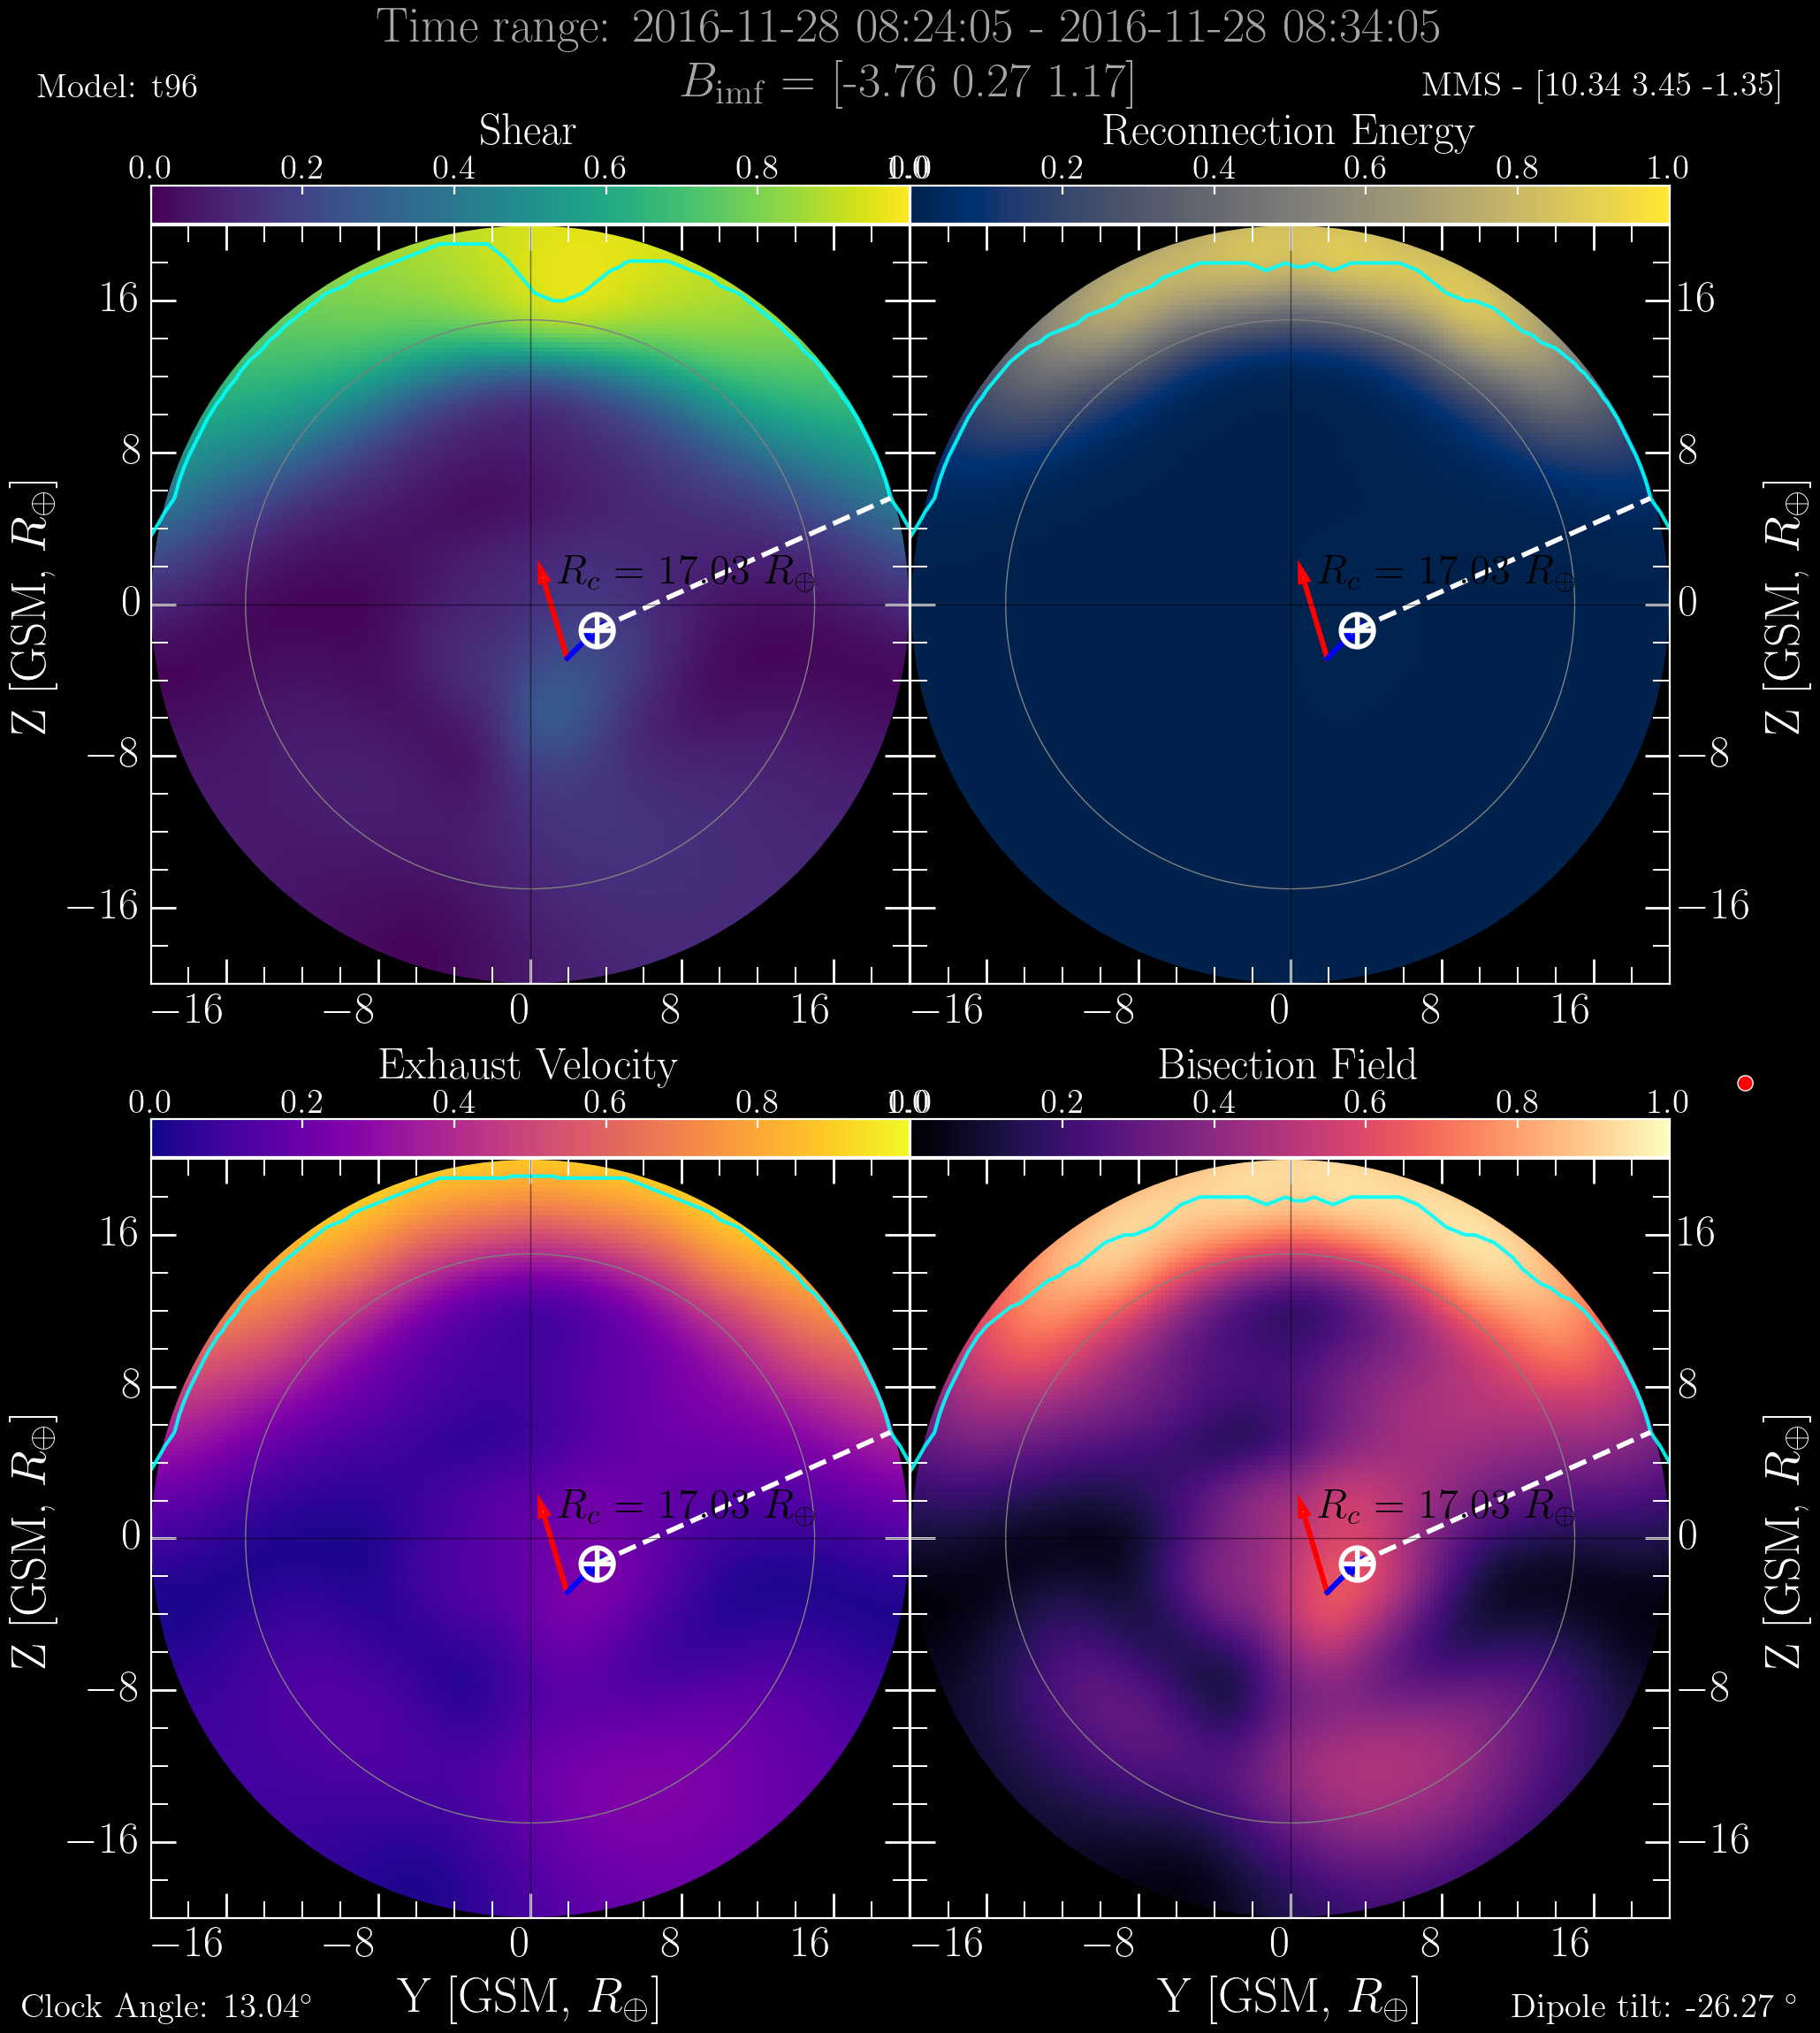 Time range: 2016-11-28 08:24:05 - 2016-11-28 08:34:05
Model: t96
B_imf = [-3.76 0.27 1.17]
MMS - [10.34 3.45 -1.35]
Shear
Reconnection Energy
0.0 0.2 0.4 0.6 0.8 1.0
0.0 0.2 0.4 0.6 0.8 1.0
16
8
0
−8
−16
Z [GSM, R⊕]
R_c = 17.03 R⊕
R_c = 17.03 R⊕
16
8
0
−8
−16
Z [GSM, R⊕]
−16 −8 0 8 16
−16 −8 0 8 16
Exhaust Velocity
Bisection Field
0.0 0.2 0.4 0.6 0.8 1.0
0.0 0.2 0.4 0.6 0.8 1.0
16
8
0
−8
−16
Z [GSM, R⊕]
R_c = 17.03 R⊕
R_c = 17.03 R⊕
16
8
0
−8
−16
Z [GSM, R⊕]
−16 −8 0 8 16
−16 −8 0 8 16
Y [GSM, R⊕]
Y [GSM, R⊕]
Clock Angle: 13.04°
Dipole tilt: -26.27 °